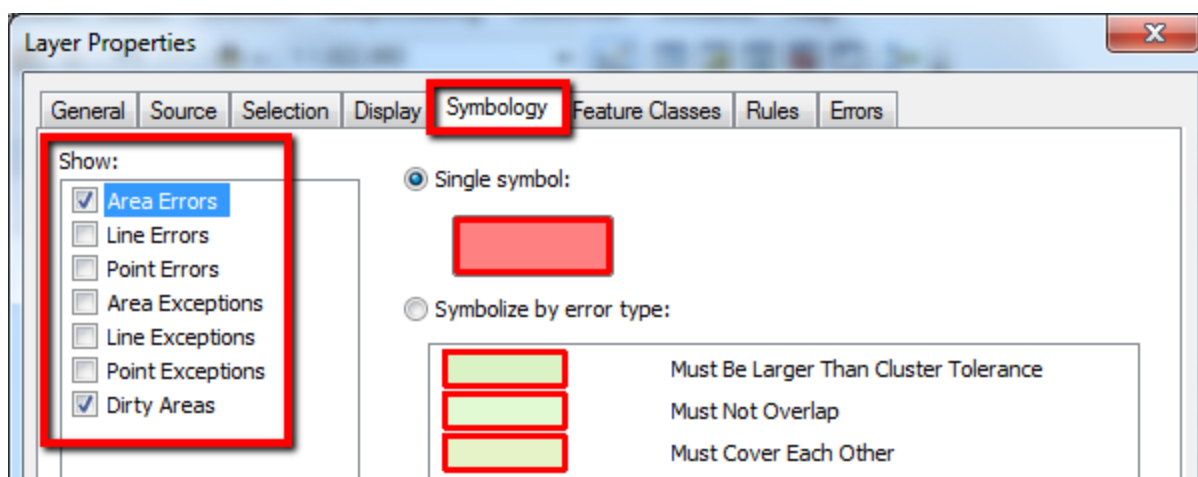 Layer Properties
General Source Selection Display Symbology Feature Classes Rules Errors
Show:
Area Errors
Line Errors
Point Errors
Area Exceptions
Line Exceptions
Point Exceptions
Dirty Areas
Single symbol:
Symbolize by error type:
Must Be Larger Than Cluster Tolerance
Must Not Overlap
Must Cover Each Other